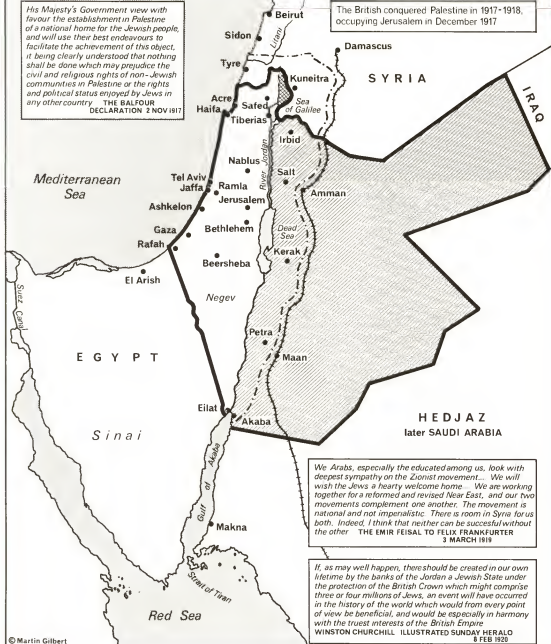 His Majesty's Government view with
favour the establishment in Palestine
of a national home for the Jewish people,
and will use their best endeavours to
facilitate the achievement of this object,
it being clearly understood that nothing
shall be done which may prejudice the
civil and religious rights of non-Jewish
communities in Palestine or the rights
and political status enjoyed by Jews in
any other country THE BALFOUR
DECLARATION 2 NOV 1917
The British conquered Palestine in 1917-1918,
occupying Jerusalem in December 1917
Beirut
Sidon
Litani
Damascus
Tyre
Kuneitra
SYRIA
IRAQ
Acre
Haifa
Safed
Sea
of Galilee
Tiberias
Irbid
River Jordan
Nablus
Mediterranean
Sea
Tel Aviv
Jaffa
Ramla
Salt
Amman
Jerusalem
Ashkelon
Gaza
Bethlehem
Dead
Sea
Rafah
Kerak
Beersheba
El Arish
Negev
Suez Canal
Petra
EGYPT
Maan
Eilat
Akaba
HEDJAZ
later SAUDI ARABIA
Sinai
Gulf of Akaba
We Arabs, especially the educated among us, look with
deepest sympathy on the Zionist movement.... We will
wish the Jews a hearty welcome home.... We are working
together for a reformed and revised Near East, and our two
movements complement one another. The movement is
national and not imperialistic. There is room in Syria for us
both. Indeed, I think that neither can be succesful without
the other THE EMIR FEISAL TO FELIX FRANKFURTER
3 MARCH 1919
Makna
Strait of Tiran
If, as may well happen, there should be created in our own
lifetime by the banks of the Jordan a Jewish State under
the protection of the British Crown which might comprise
three or four millions of Jews, an event will have occurred
in the history of the world which would from every point
of view be beneficial, and would be especially in harmony
with the truest interests of the British Empire
WINSTON CHURCHILL ILLUSTRATED SUNDAY HERALD
8 FEB 1920
Red Sea
© Martin Gilbert